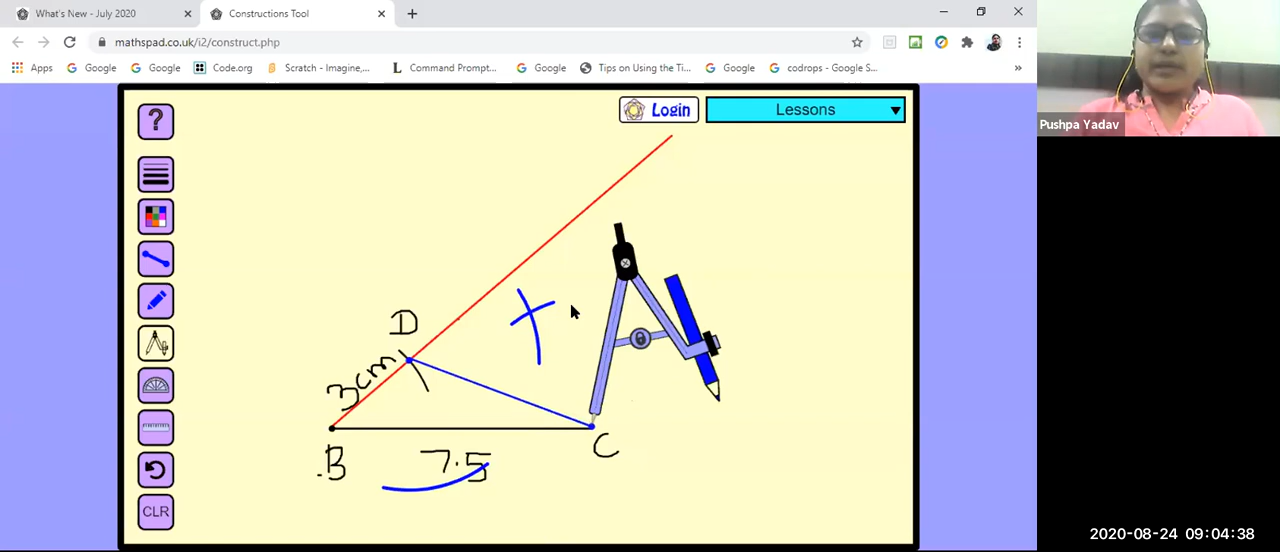 What's New - July 2020
Constructions Tool
mathspad.co.uk/i2/construct.php
Apps
Google
Google
Code.org
Scratch - Imagine,...
Command Prompt...
Google
Tips on Using the Ti...
Google
codrops - Google S...
Pushpa Yadav
Login
Lessons
?
D
3cm
B
7.5
C
CLR
2020-08-24 09:04:38